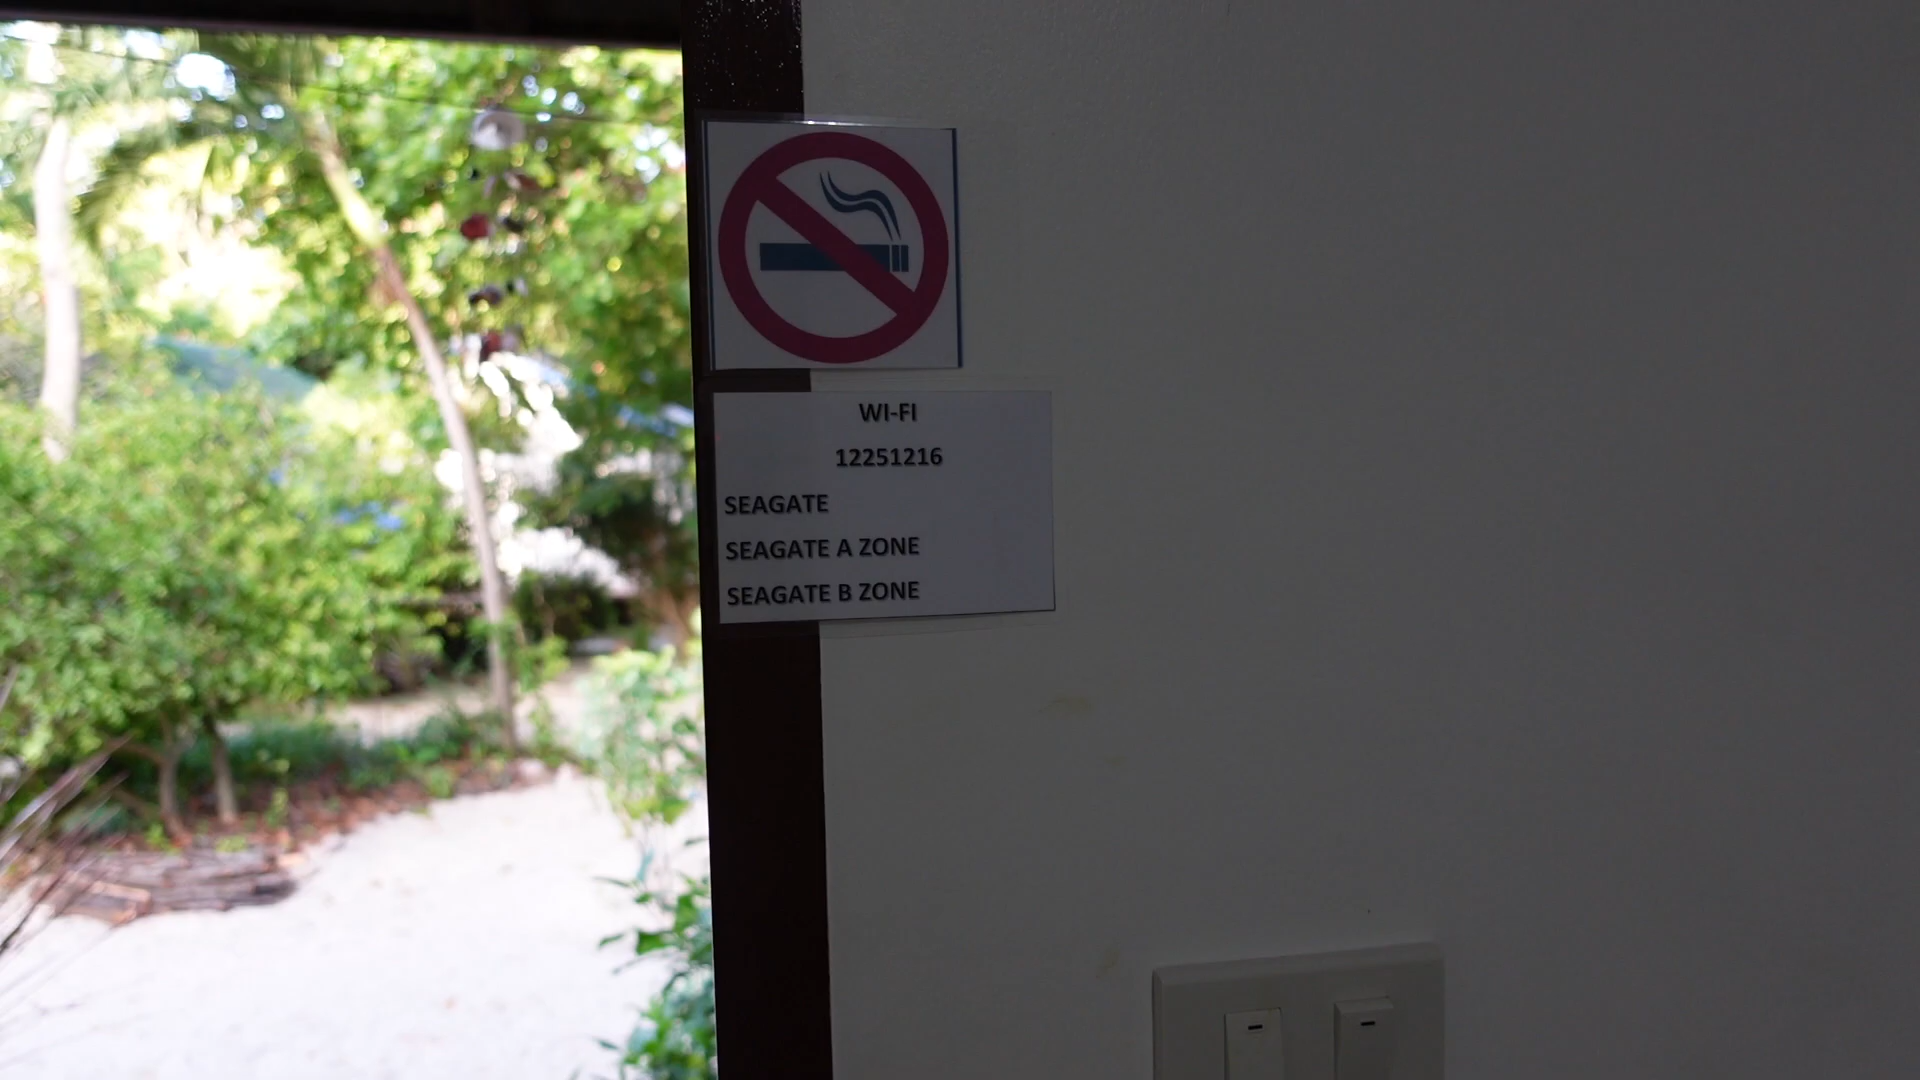 WI-FI
12251216
SEAGATE
SEAGATE A ZONE
SEAGATE B ZONE